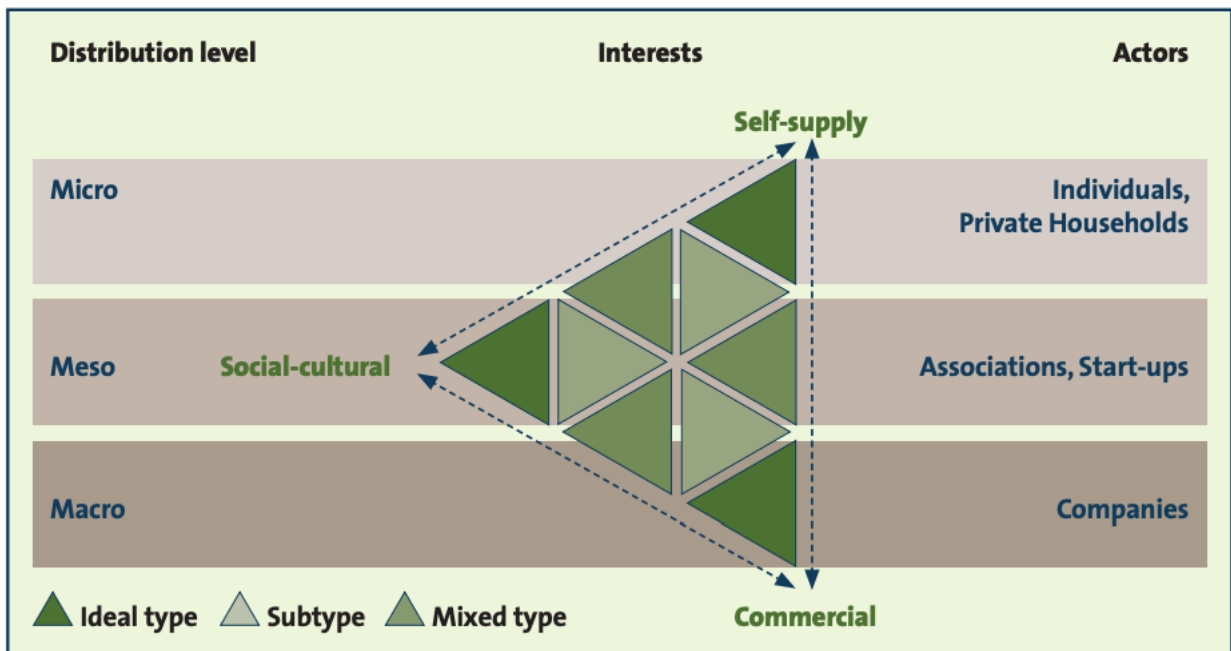 Distribution level
Interests
Actors
Self-supply
Micro
Individuals,
Private Households
Meso
Social-cultural
Associations, Start-ups
Macro
Companies
Ideal type
Subtype
Mixed type
Commercial